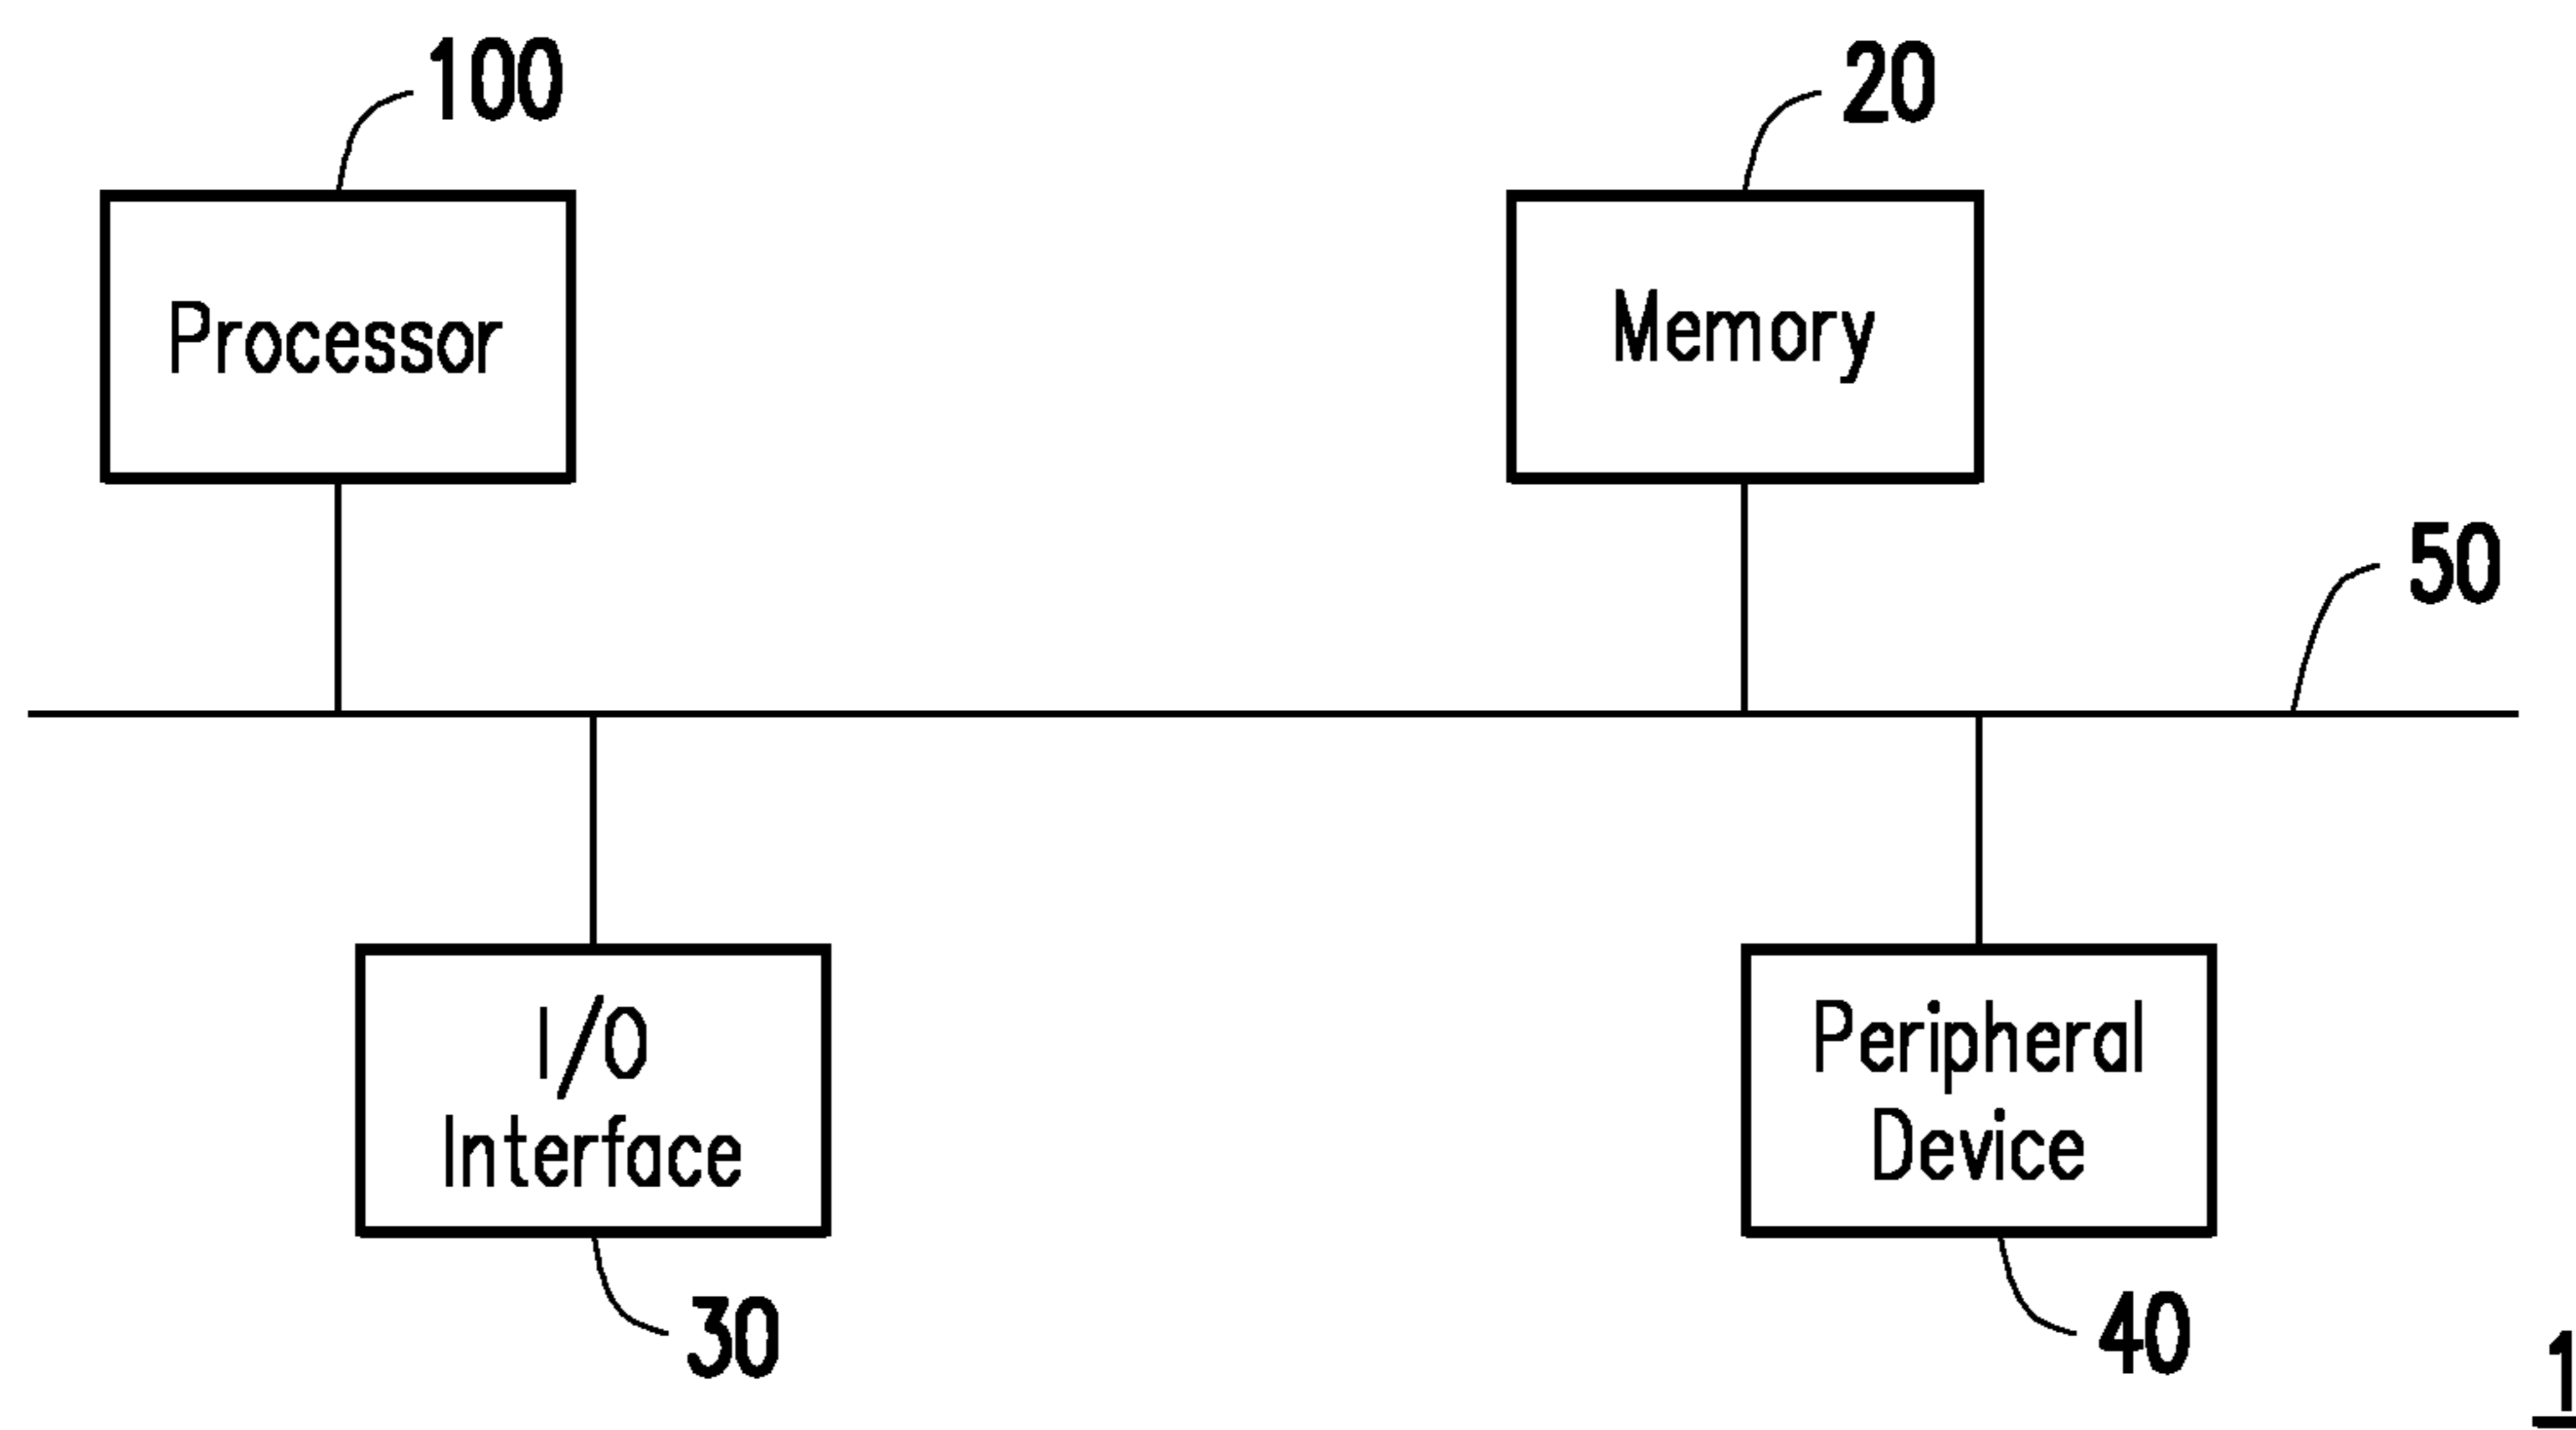 100
20
Processor
Memory
50
I/O
Interface
Peripheral
Device
30
40
1